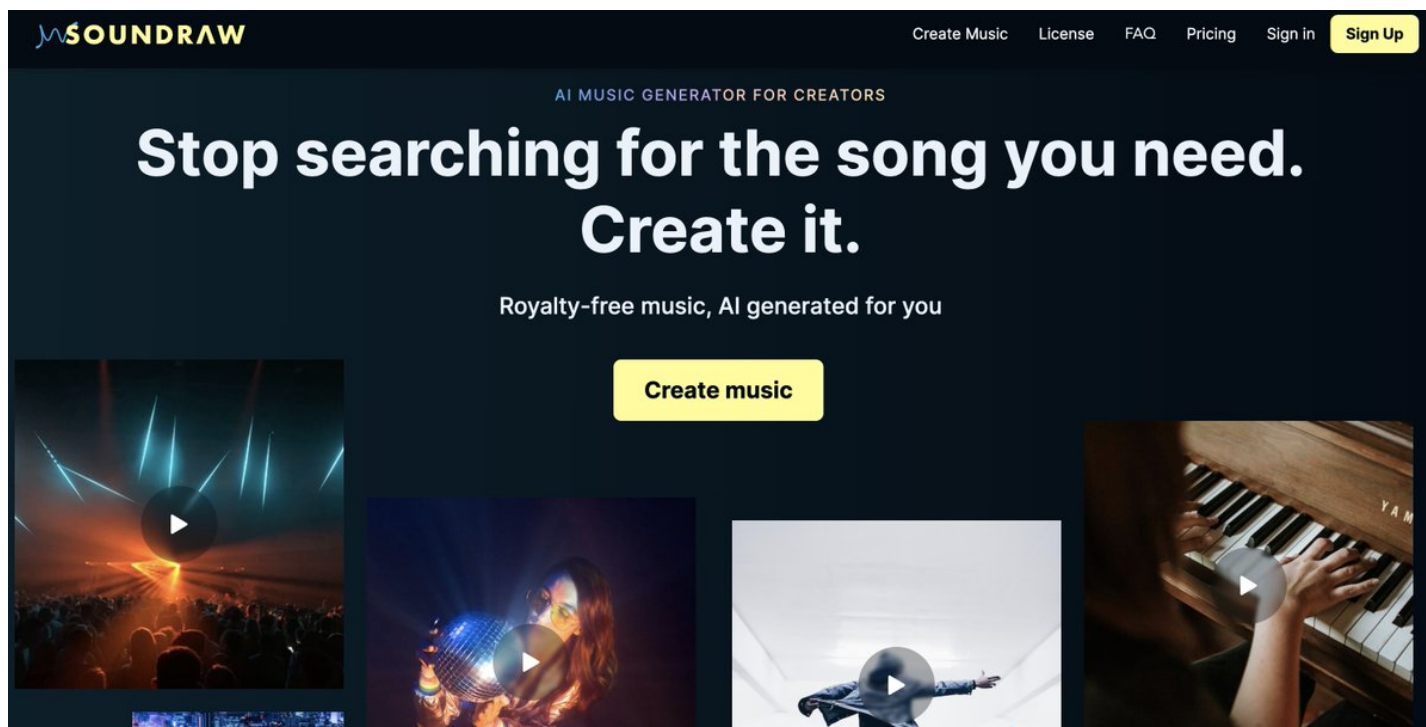 SOUNDRAW
Create Music
License
FAQ
Pricing
Sign in
Sign Up
AI MUSIC GENERATOR FOR CREATORS
Stop searching for the song you need.
Create it.
Royalty-free music, AI generated for you
Create music
YAM